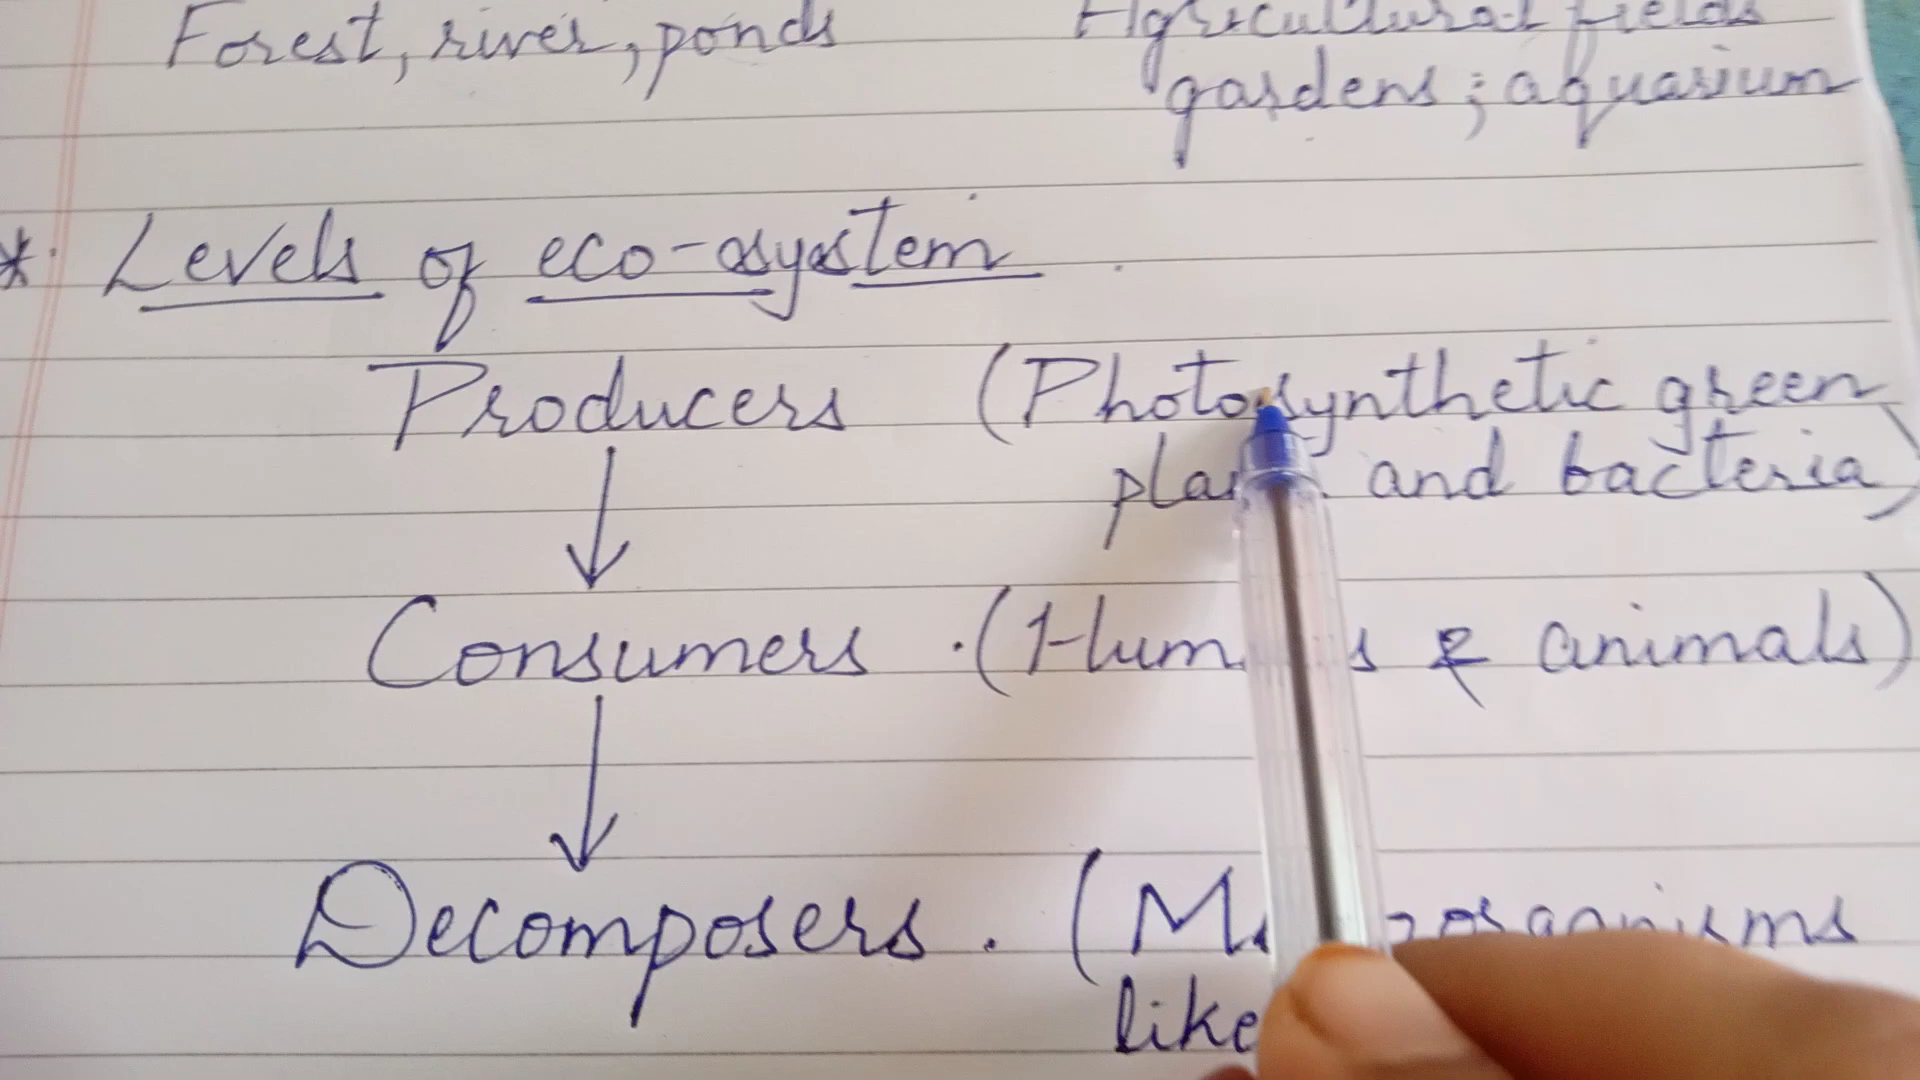 Forest, river, ponds
Agricultural fields
gardens; aquarium
* Levels of eco-system
Producers (Photosynthetic green
and bacteria)
Consumers (& animals)
Decomposers. (
like